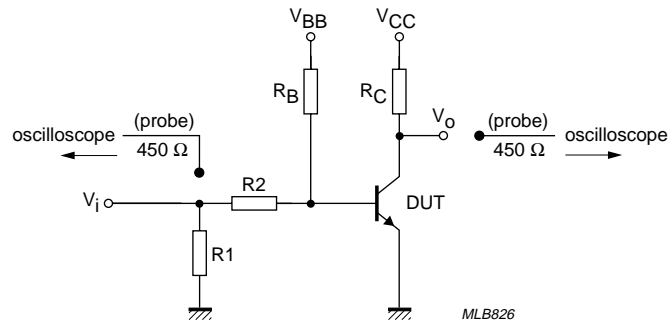 V_BB V_CC
R_B R_C
(probe) V_o (probe)
oscilloscope oscilloscope
450 Ω 450 Ω
R2
V_i DUT
R1
MLB826